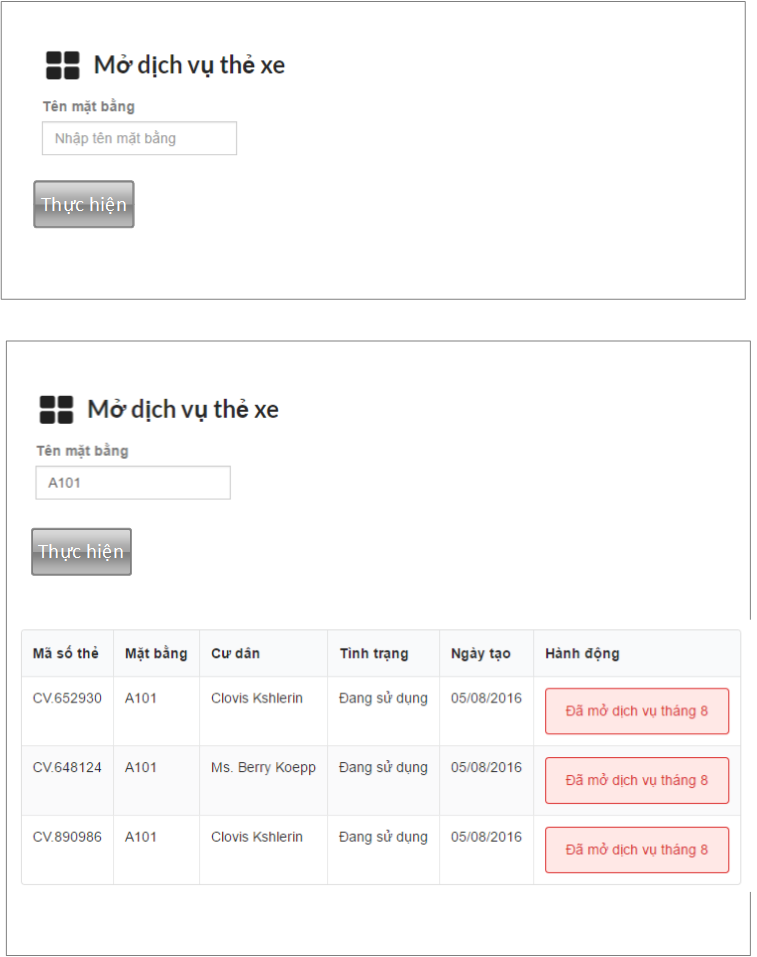 Mở dịch vụ thẻ xe
Tên mặt bằng
Nhập tên mặt bằng
Thực hiện
Mở dịch vụ thẻ xe
Tên mặt bằng
A101
Thực hiện
Mã số thẻ Mặt bằng Cư dân Tình trạng Ngày tạo Hành động
CV.652930 A101 Clovis Kshlerin Đang sử dụng 05/08/2016 Đã mở dịch vụ tháng 8
CV.648124 A101 Ms. Berry Koepp Đang sử dụng 05/08/2016 Đã mở dịch vụ tháng 8
CV.890986 A101 Clovis Kshlerin Đang sử dụng 05/08/2016 Đã mở dịch vụ tháng 8